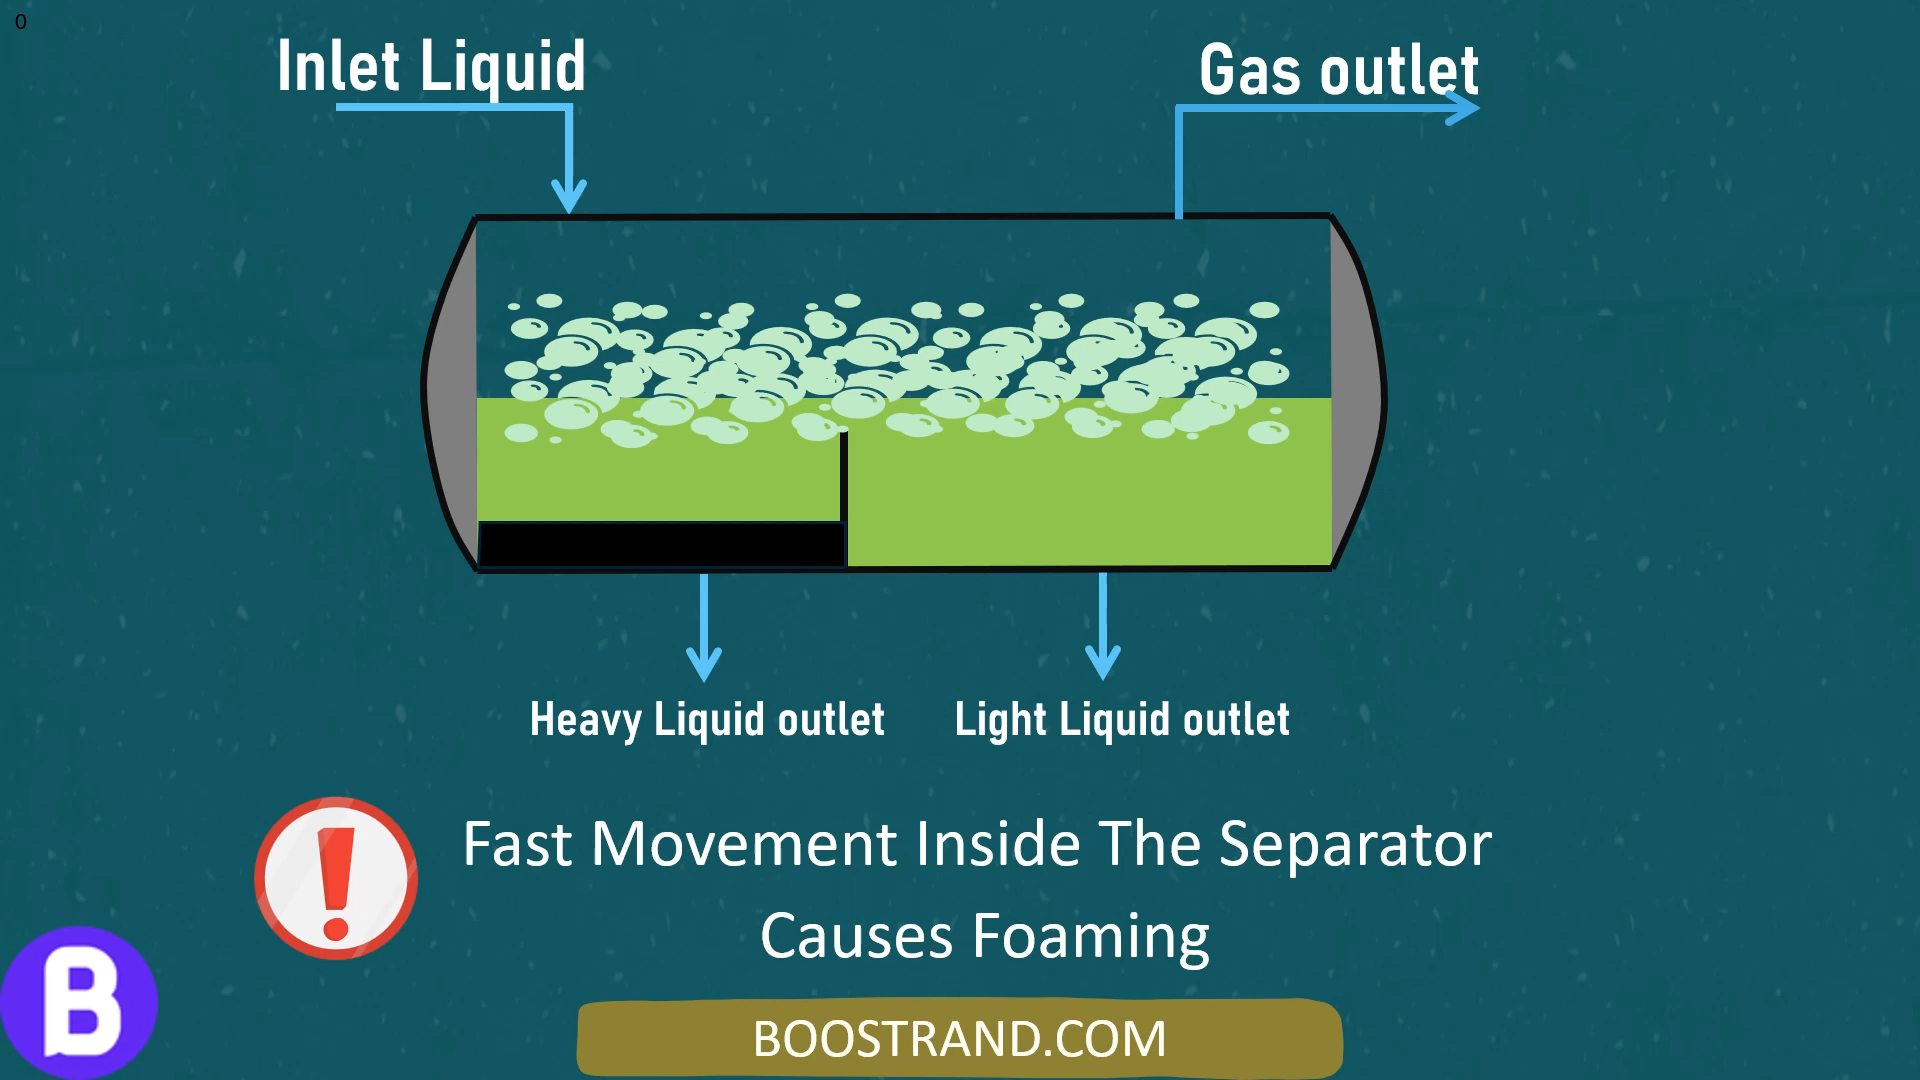 0
Inlet Liquid
Gas outlet
Heavy Liquid outlet
Light Liquid outlet
Fast Movement Inside The Separator
Causes Foaming
B
BOOSTRAND.COM